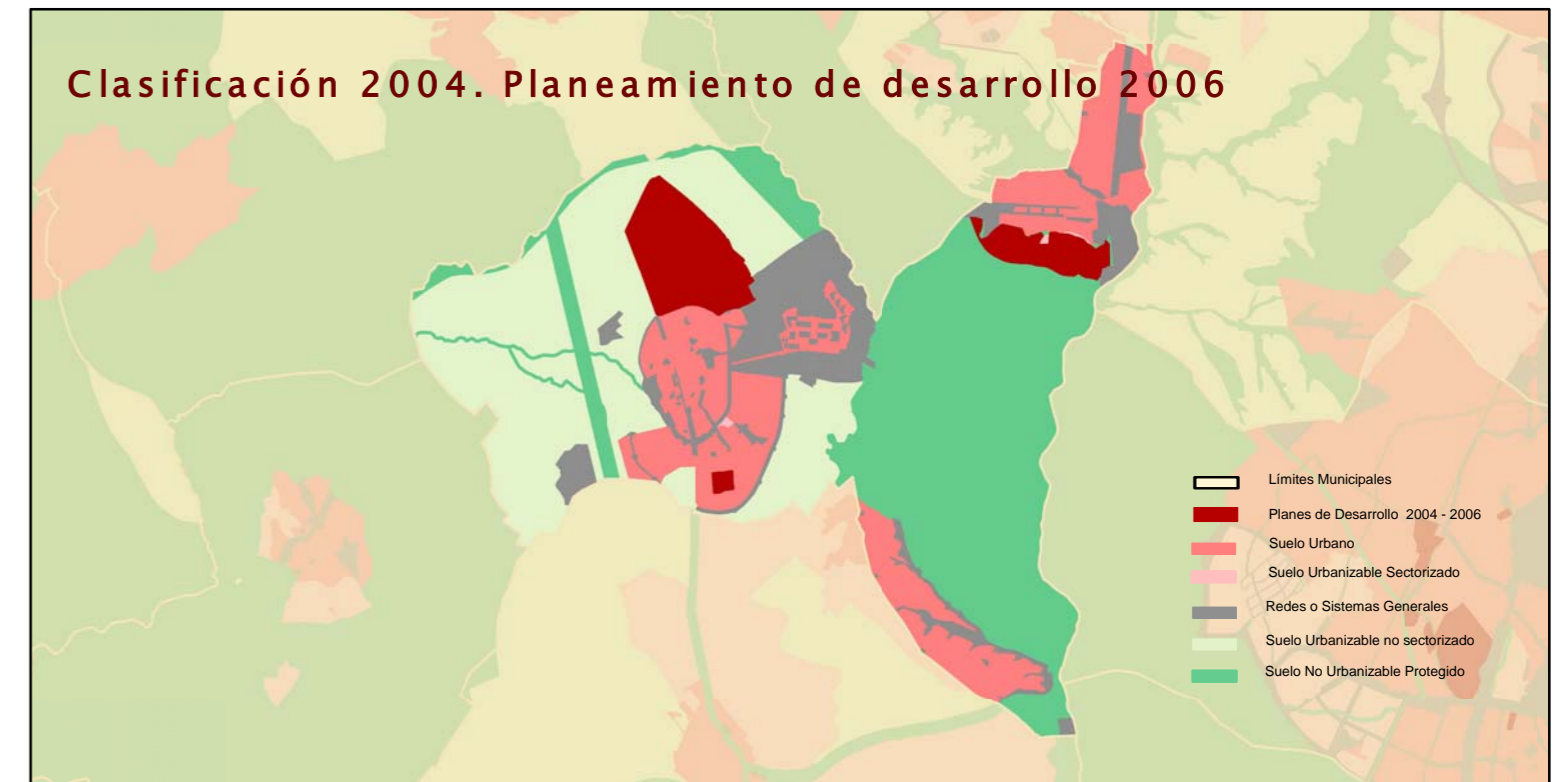 Clasificación 2004. Planeamiento de desarrollo 2006
Límites Municipales
Planes de Desarrollo 2004 - 2006
Suelo Urbano
Suelo Urbanizable Sectorizado
Redes o Sistemas Generales
Suelo Urbanizable no sectorizado
Suelo No Urbanizable Protegido